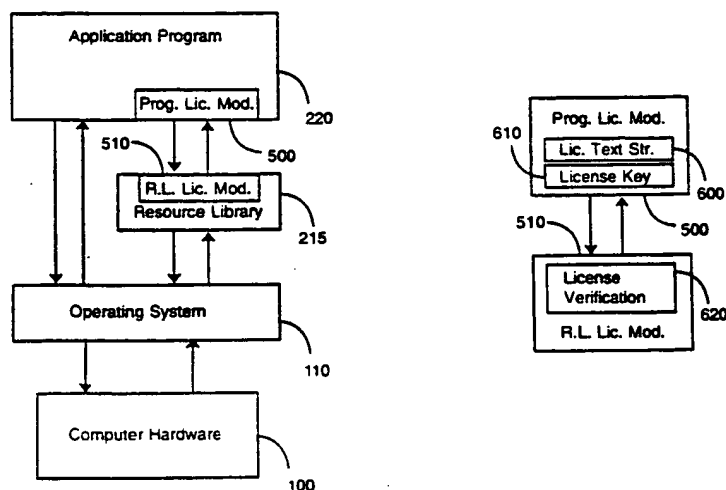 Application Program
Prog. Lic. Mod.
220
510
500
R.L. Lic. Mod.
Resource Library
215
Operating System
110
Computer Hardware
100
Prog. Lic. Mod.
610
Lic. Text Str.
License Key
600
510
500
License
Verification
620
R.L. Lic. Mod.